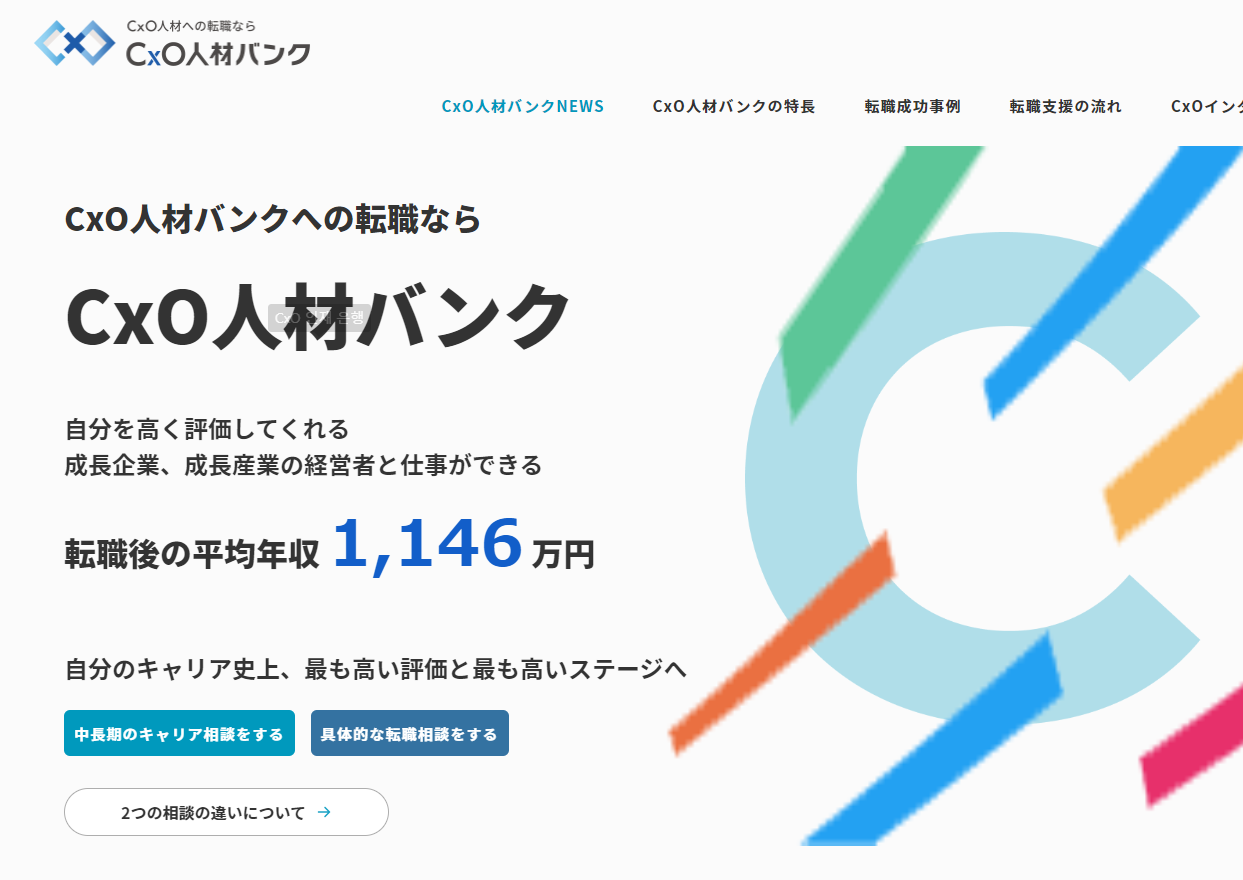 CxO人材への転職なら
CxO人材バンク
CxO人材バンクNEWS
CxO人材バンクの特長
転職成功事例
転職支援の流れ
CxOイン
CxO人材バンクへの転職なら
CxO人材バンク
自分を高く評価してくれる
成長企業、成長産業の経営者と仕事ができる
転職後の平均年収 1,146 万円
自分のキャリア史上、最も高い評価と最も高いステージへ
中長期のキャリア相談をする
具体的な転職相談をする
2つの相談の違いについて →